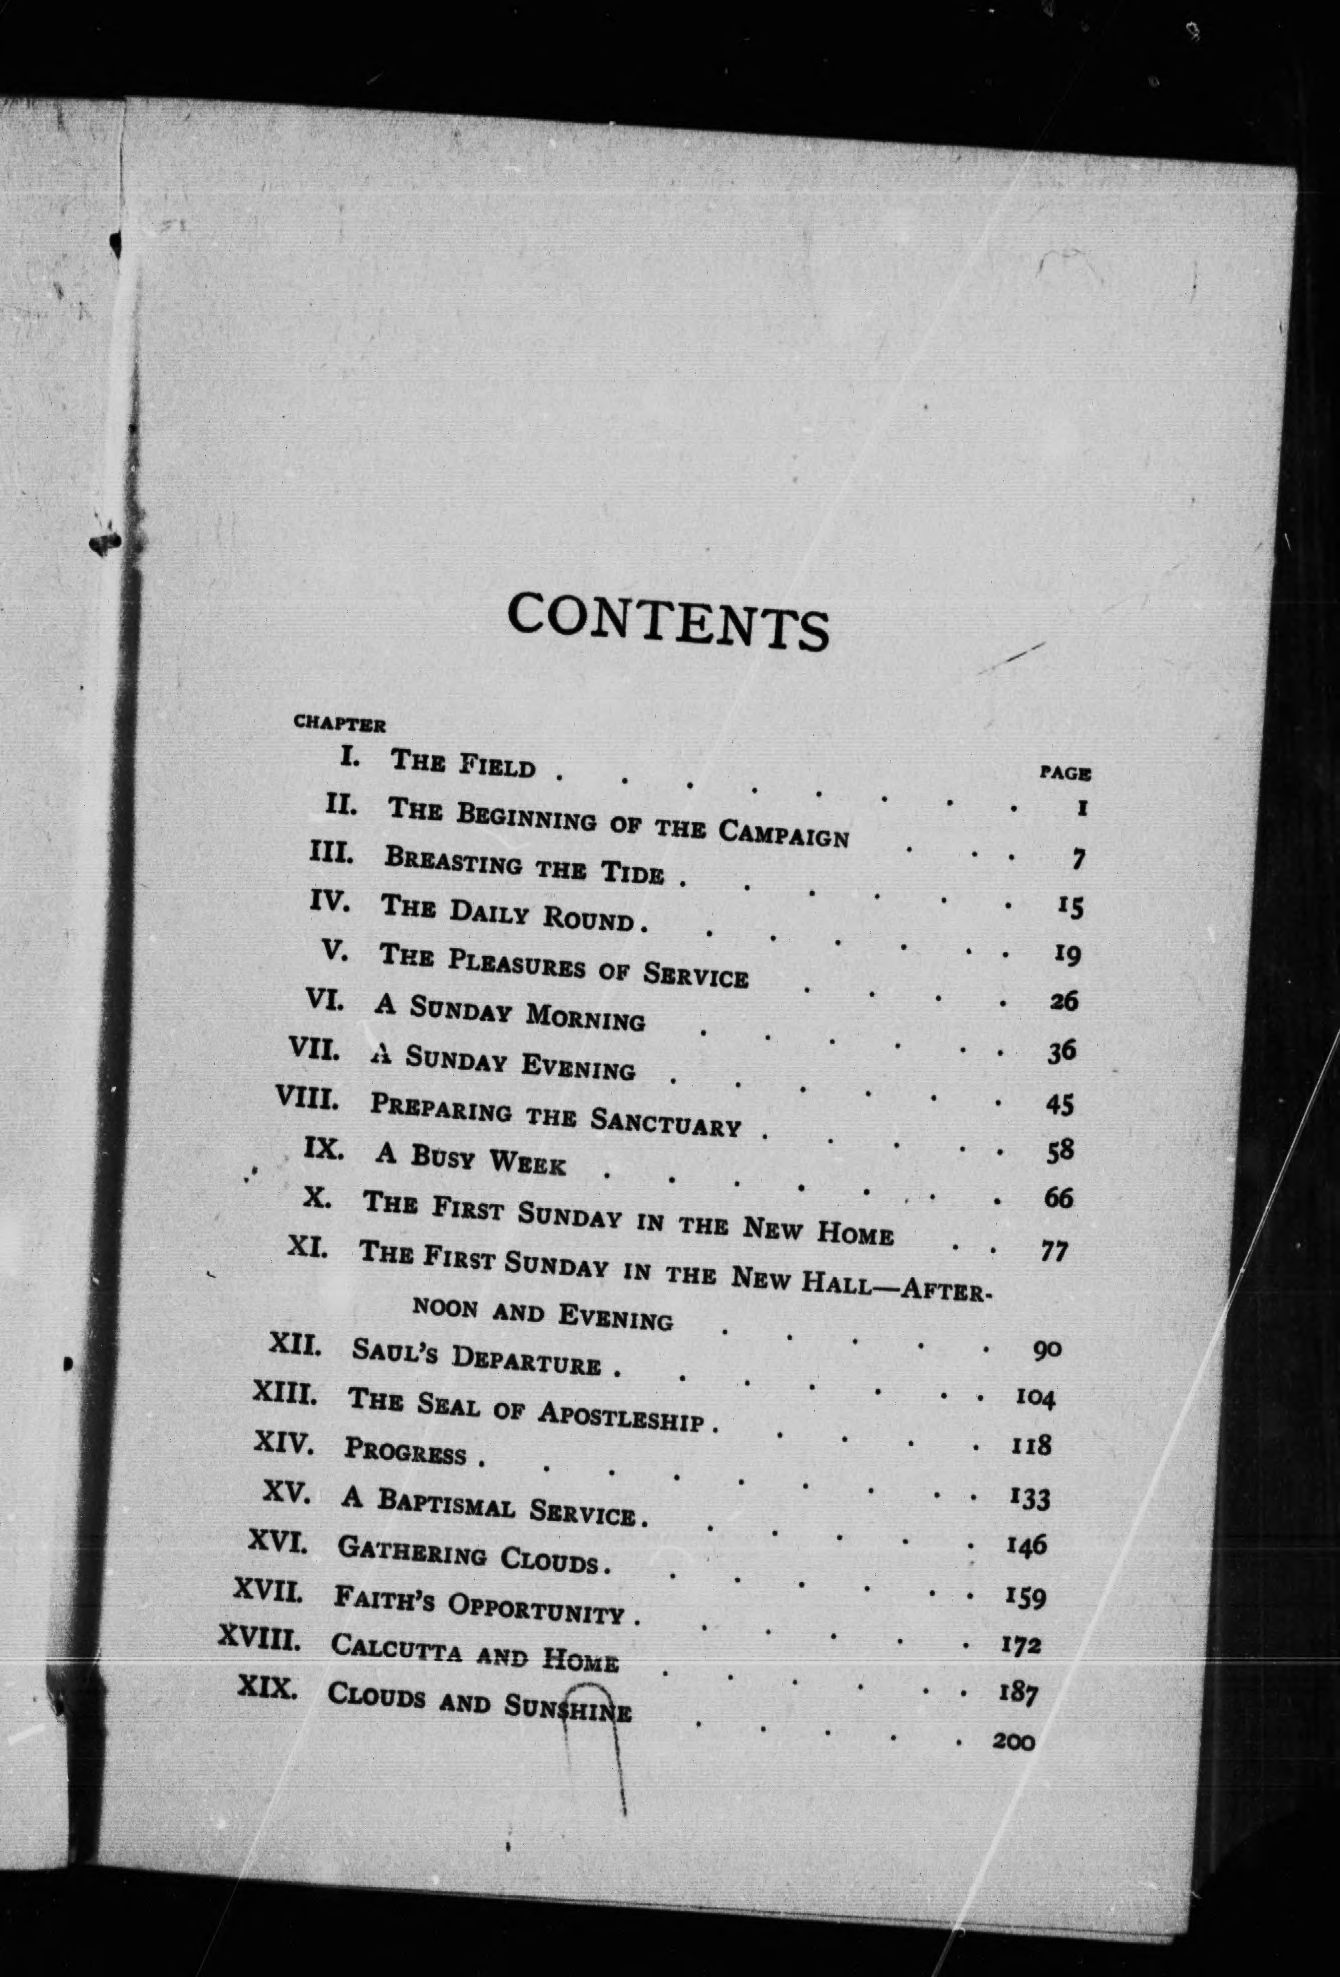 CONTENTS
CHAPTER PAGE
I. The Field . . . . . . . . 1
II. The Beginning of the Campaign . . . 7
III. Breasting the Tide . . . . . . 15
IV. The Daily Round . . . . . . . 19
V. The Pleasures of Service . . . . 26
VI. A Sunday Morning . . . . . . 36
VII. A Sunday Evening . . . . . . 45
VIII. Preparing the Sanctuary . . . . . 58
IX. A Busy Week . . . . . . . 66
X. The First Sunday in the New Home . . 77
XI. The First Sunday in the New Hall—After-
noon and Evening . . . . . 90
XII. Saul's Departure . . . . . . . 104
XIII. The Seal of Apostleship . . . . . 118
XIV. Progress . . . . . . . . . 133
XV. A Baptismal Service . . . . . . 146
XVI. Gathering Clouds . . . . . . . 159
XVII. Faith's Opportunity . . . . . . 172
XVIII. Calcutta and Home . . . . . . 187
XIX. Clouds and Sunshine . . . . . 200